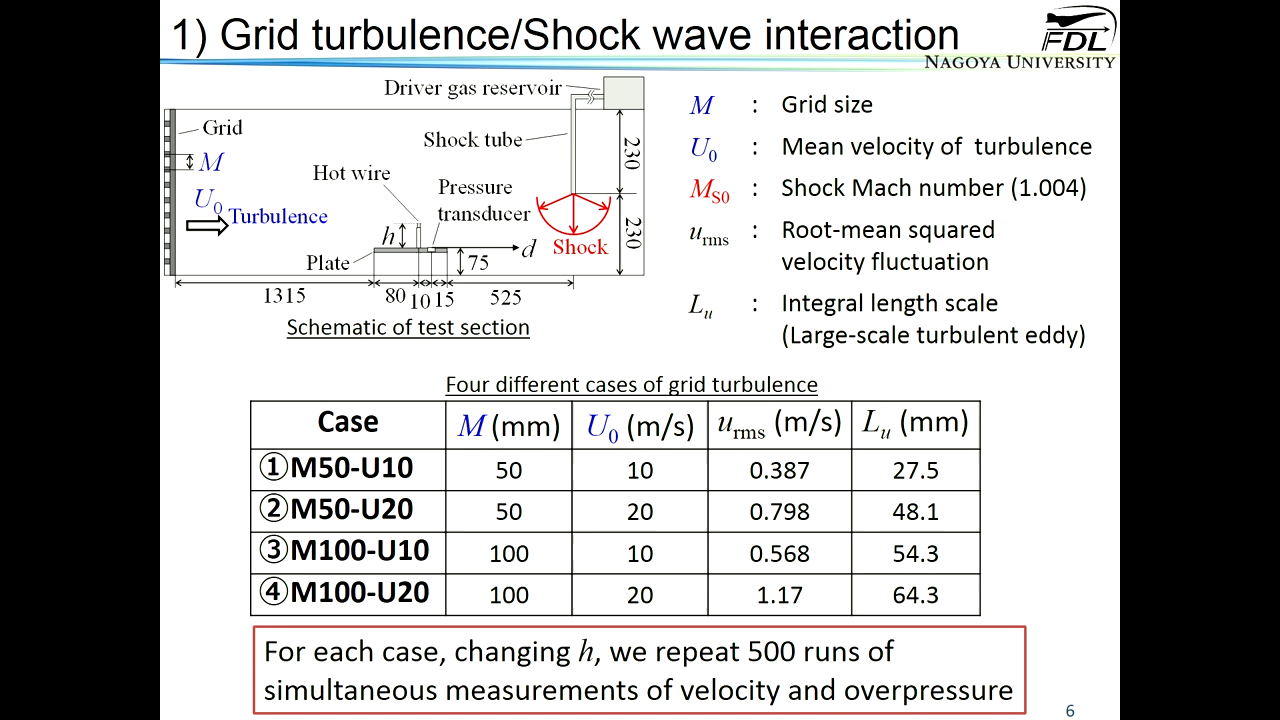 1) Grid turbulence/Shock wave interaction
FDL
NAGOYA UNIVERSITY
Driver gas reservoir
Grid
Shock tube
M
Hot wire
Pressure
transducer
U0
Turbulence
230
230
h
d
Shock
Plate
75
1315
80
10
15
525
Schematic of test section
M : Grid size
U0 : Mean velocity of turbulence
MS0 : Shock Mach number (1.004)
urms : Root-mean squared
velocity fluctuation
Lu : Integral length scale
(Large-scale turbulent eddy)
Four different cases of grid turbulence
Case M (mm) U0 (m/s) urms (m/s) Lu (mm)
①M50-U10 50 10 0.387 27.5
②M50-U20 50 20 0.798 48.1
③M100-U10 100 10 0.568 54.3
④M100-U20 100 20 1.17 64.3
For each case, changing h, we repeat 500 runs of
simultaneous measurements of velocity and overpressure
6